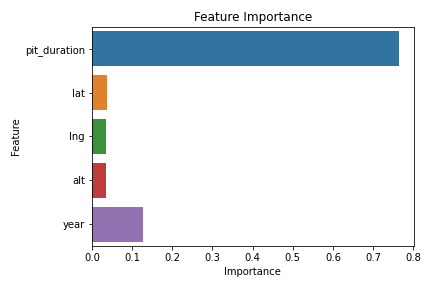 Feature Importance
Feature
pit_duration
lat
lng
alt
year
0.0 0.1 0.2 0.3 0.4 0.5 0.6 0.7 0.8
Importance